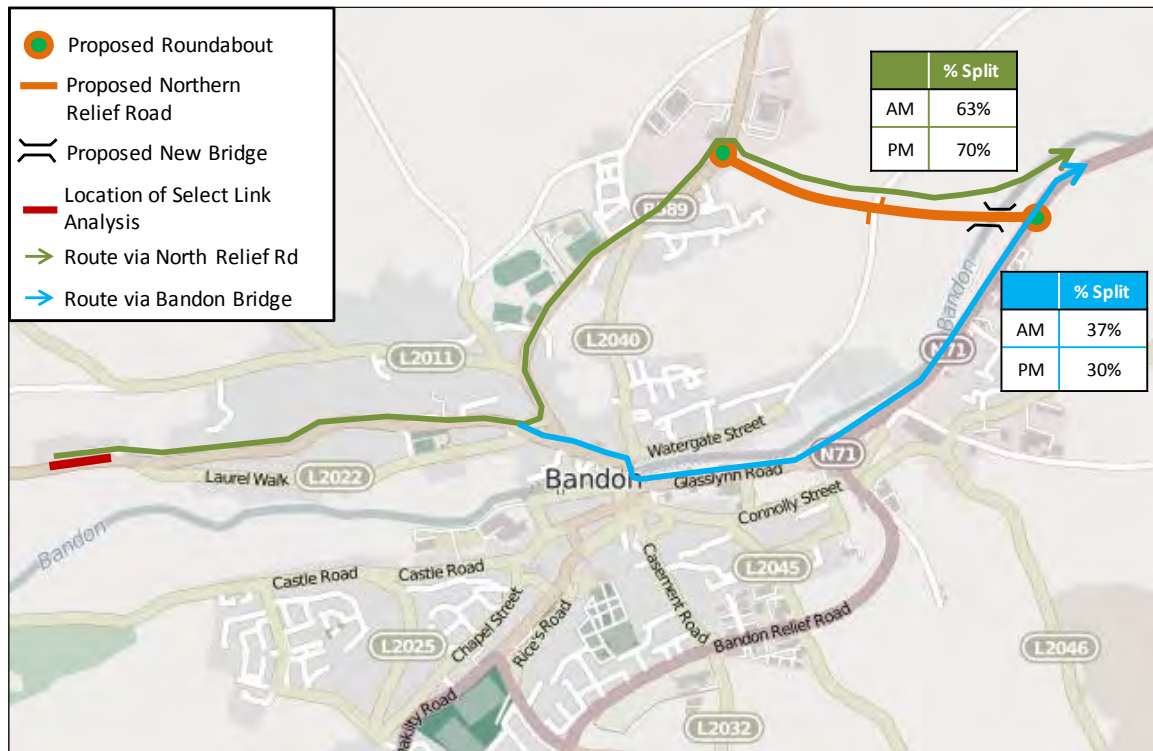 Proposed Roundabout
Proposed Northern
Relief Road
Proposed New Bridge
Location of Select Link
Analysis
Route via North Relief Rd
Route via Bandon Bridge
% Split
AM 63%
PM 70%
% Split
AM 37%
PM 30%
R589
L2011
L2040
Bandon
N71
Watergate Street
N71
Laurel Walk
L2022
Bandon
Glasslynn Road
Connolly Street
Bandon
Castle Road
Castle Road
Chapel Street
Rice's Road
Casement Road
L2045
Bandon Relief Road
L2025
L2046
L2032
Road